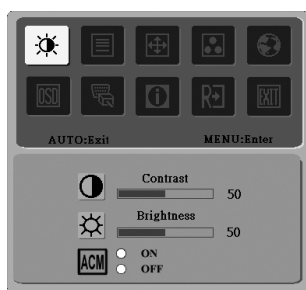 OSD i R EXIT
AUTO:Exit MENU:Enter
Contrast
50
Brightness
50
ACM ON
OFF